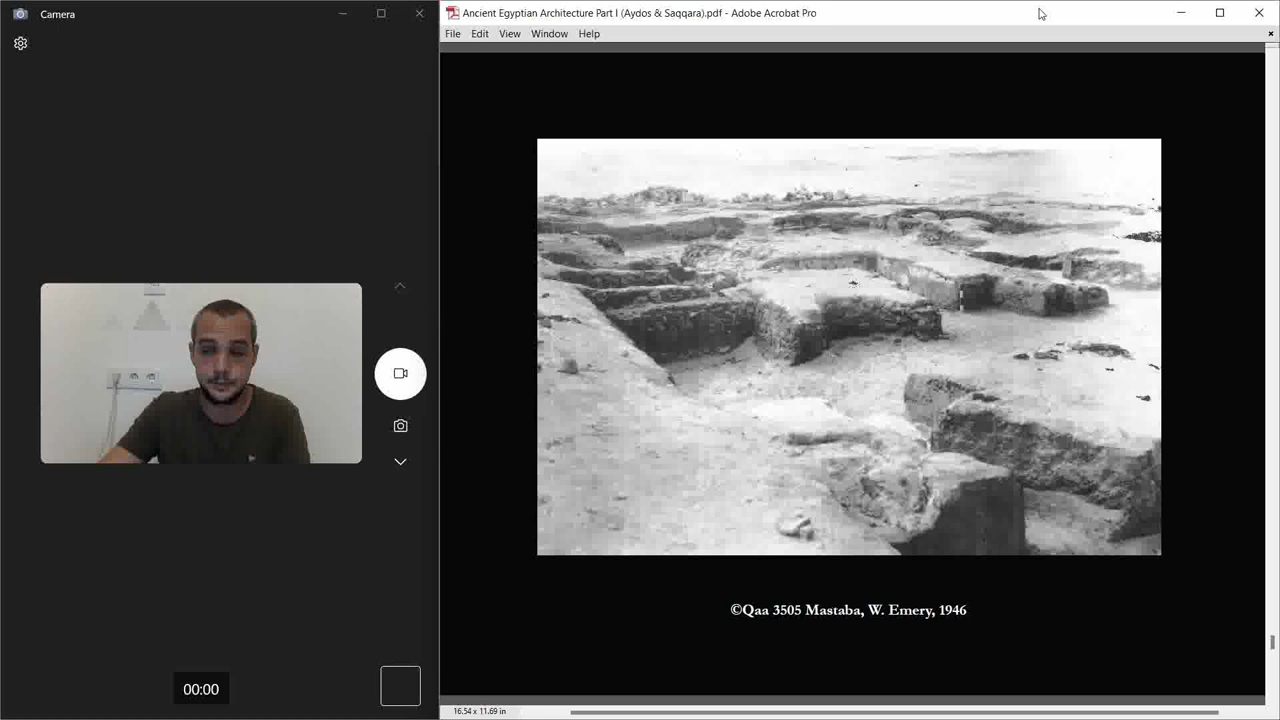 Camera
Ancient Egyptian Architecture Part I (Aydos & Saqqara).pdf - Adobe Acrobat Pro
File Edit View Window Help
©Qaa 3505 Mastaba, W. Emery, 1946
00:00
16.54 x 11.69 in